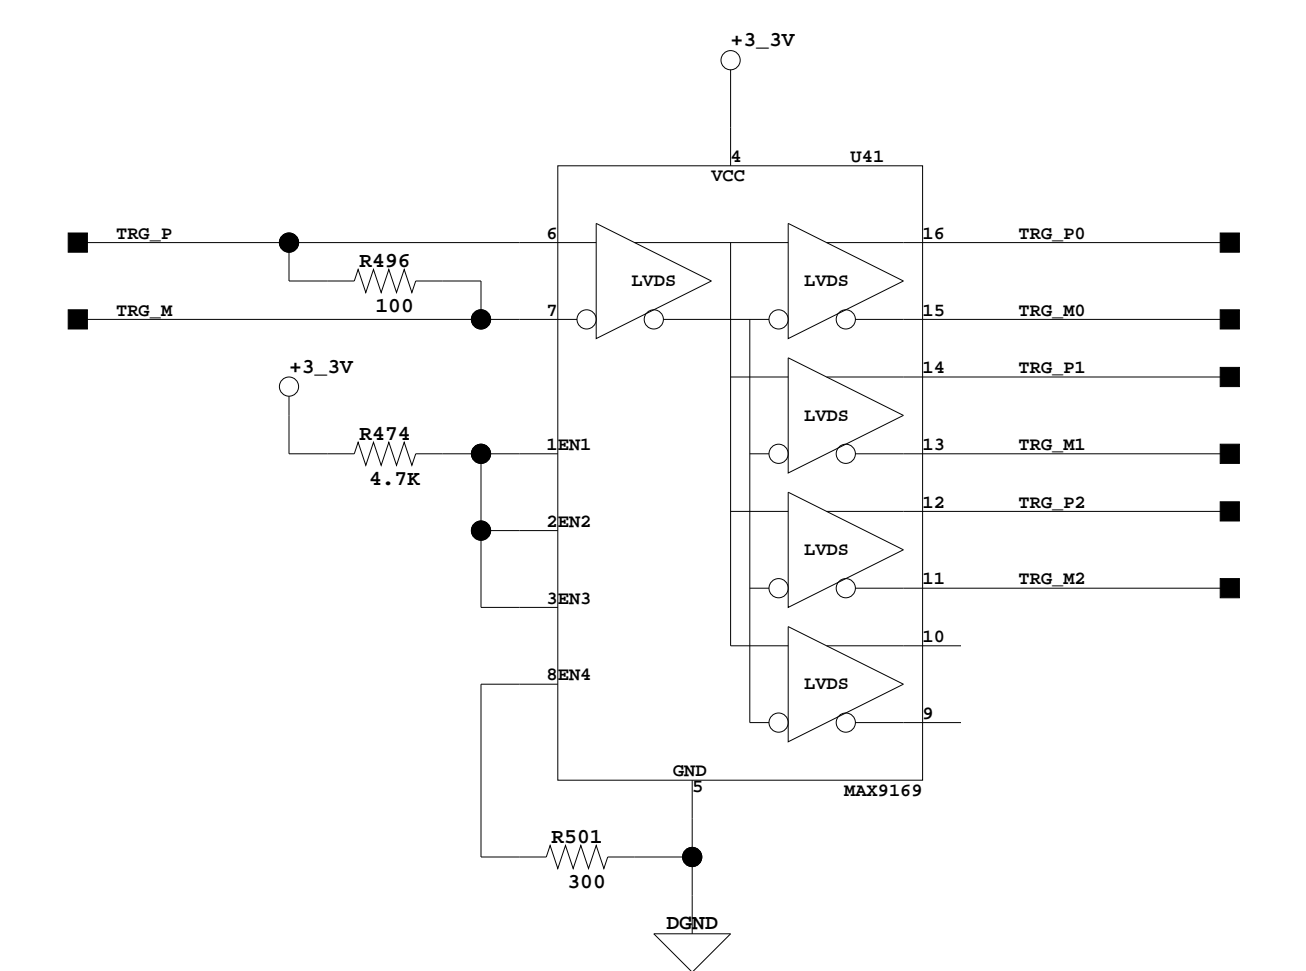 +3_3V
4
U41
VCC
TRG_P
6
16
TRG_P0
R496
LVDS
LVDS
100
TRG_M
7
15
TRG_M0
+3_3V
14
TRG_P1
LVDS
R474
1EN1
13
TRG_M1
4.7K
12
TRG_P2
2EN2
LVDS
11
TRG_M2
3EN3
10
8EN4
LVDS
9
GND
5
MAX9169
R501
300
DGND